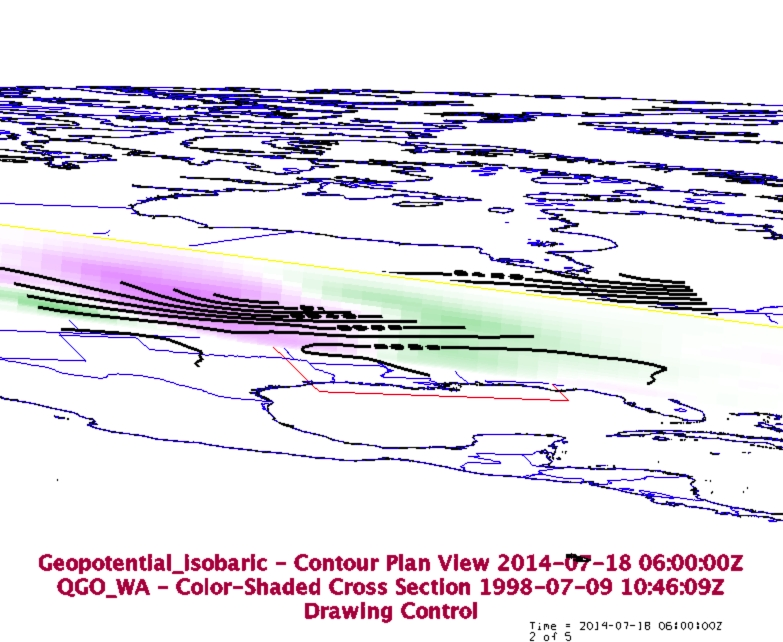 Geopotential_isobaric - Contour Plan View 2014-07-18 06:00:00Z
QGO_WA - Color-Shaded Cross Section 1998-07-09 10:46:09Z
Drawing Control
Time = 2014-07-18 06:00:00Z
2 of 5